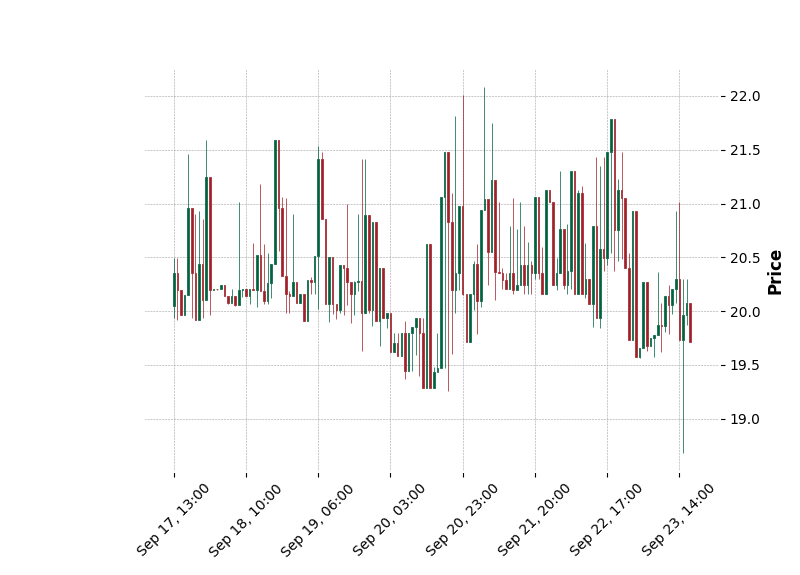 22.0
21.5
21.0
20.5
20.0
19.5
19.0
Price
Sep 17, 13:00
Sep 18, 10:00
Sep 19, 06:00
Sep 20, 03:00
Sep 20, 23:00
Sep 21, 20:00
Sep 22, 17:00
Sep 23, 14:00